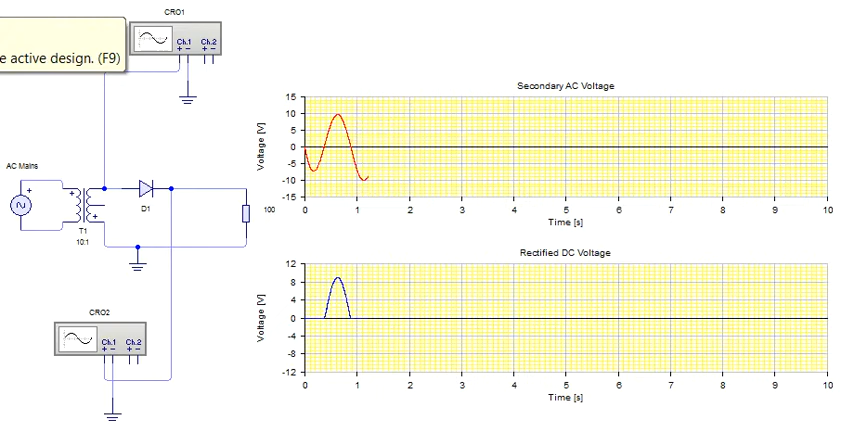 CRO1
Ch.1 Ch.2
+ - + -
e active design. (F9)
AC Mains
+
+
+
T1
10:1
D1
100
CRO2
Ch.1 Ch.2
+ - + -
Secondary AC Voltage
Voltage [V]
15
10
5
0
-5
-10
-15
0 1 2 3 4 5 6 7 8 9 10
Time [s]
Rectified DC Voltage
Voltage [V]
12
8
4
0
-4
-8
-12
0 1 2 3 4 5 6 7 8 9 10
Time [s]